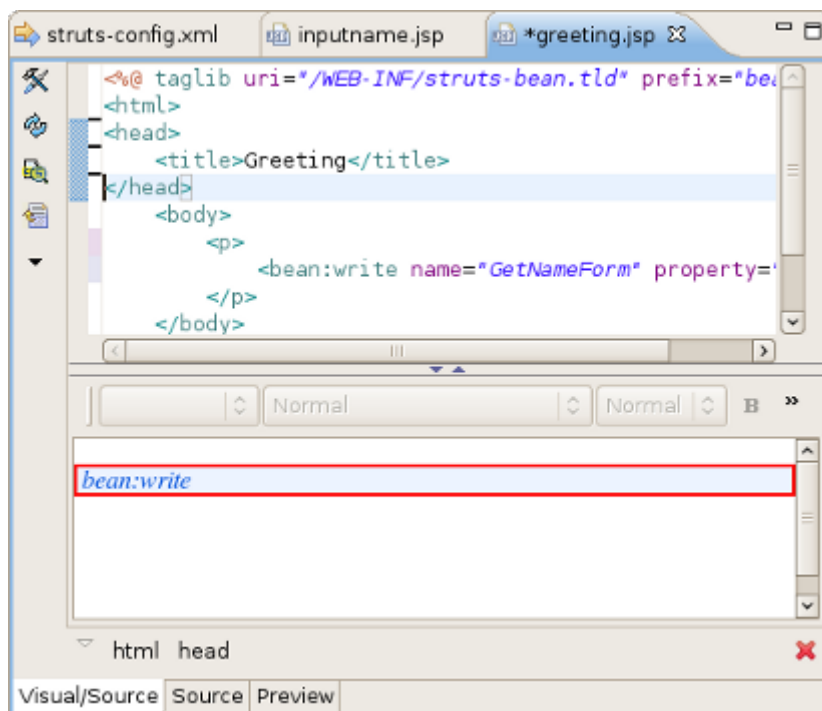 struts-config.xml inputname.jsp *greeting.jsp
<%@ taglib uri="/WEB-INF/struts-bean.tld" prefix="bea
<html>
<head>
<title>Greeting</title>
</head>
<body>
<p>
<bean:write name="GetNameForm" property="
</p>
</body>
Normal Normal B »
bean:write
html head
Visual/Source Source Preview